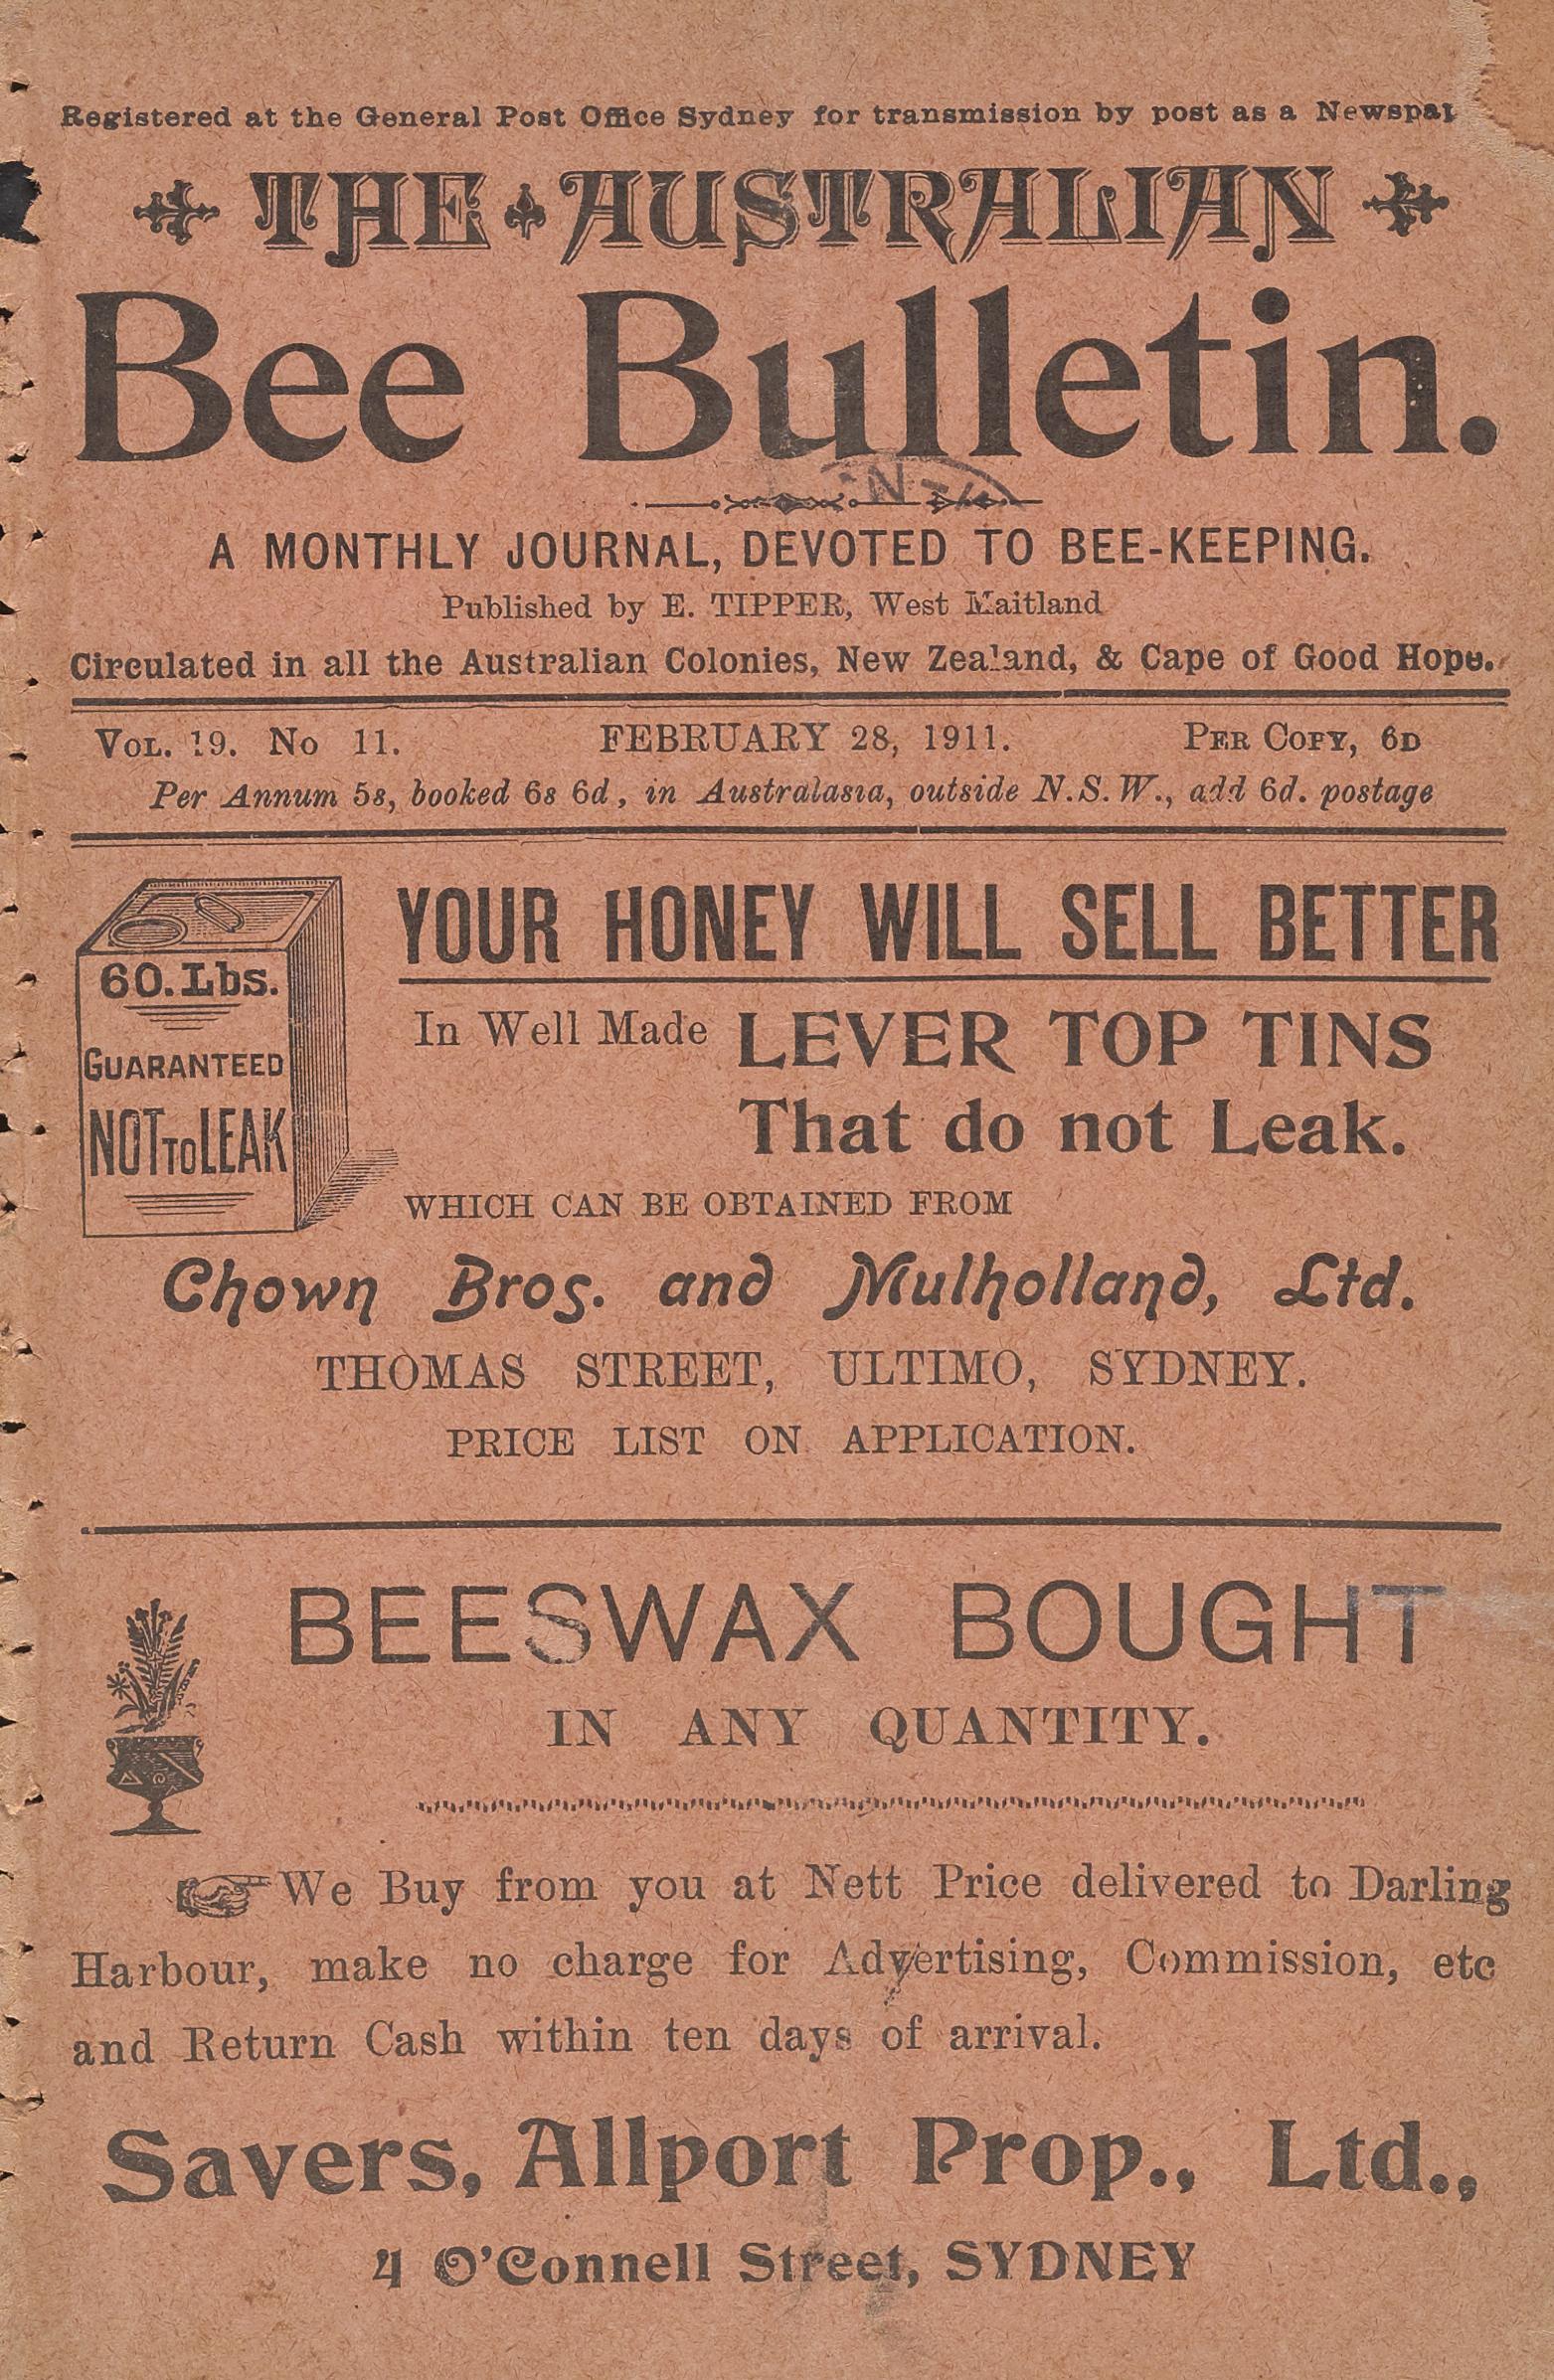 Registered at the General Post Office Sydney for transmission by post as a
THE AUSTRALIAN
Bee Bulletin.
A MONTHLY JOURNAL, DEVOTED TO BEE-KEEPING.
Published by E. TIPPER, West Maitland
Circulated in all the Australian Colonies, New Zealand, & Cape of Good Hope.
VOL. 19. No 11. FEBRUARY 28, 1911. PER COPY, 6D
Per Annum 5s, booked 6s 6d, in Australasia, outside N.S.W., add 6d. postage
60. Lbs.
GUARANTEED
NOT TO LEAK
YOUR HONEY WILL SELL BETTER
In Well Made LEVER TOP TINS
That do not Leak.
WHICH CAN BE OBTAINED FROM
Chown Bros. and Mulholland, Ltd.
THOMAS STREET, ULTIMO, SYDNEY.
PRICE LIST ON APPLICATION.
BEESWAX BOUGHT
IN ANY QUANTITY.
We Buy from you at Nett Price delivered to Darling
Harbour, make no charge for Advertising, Commission, etc
and Return Cash within ten days of arrival.
Savers, Allport Prop., Ltd.,
4 O'Connell Street, SYDNEY